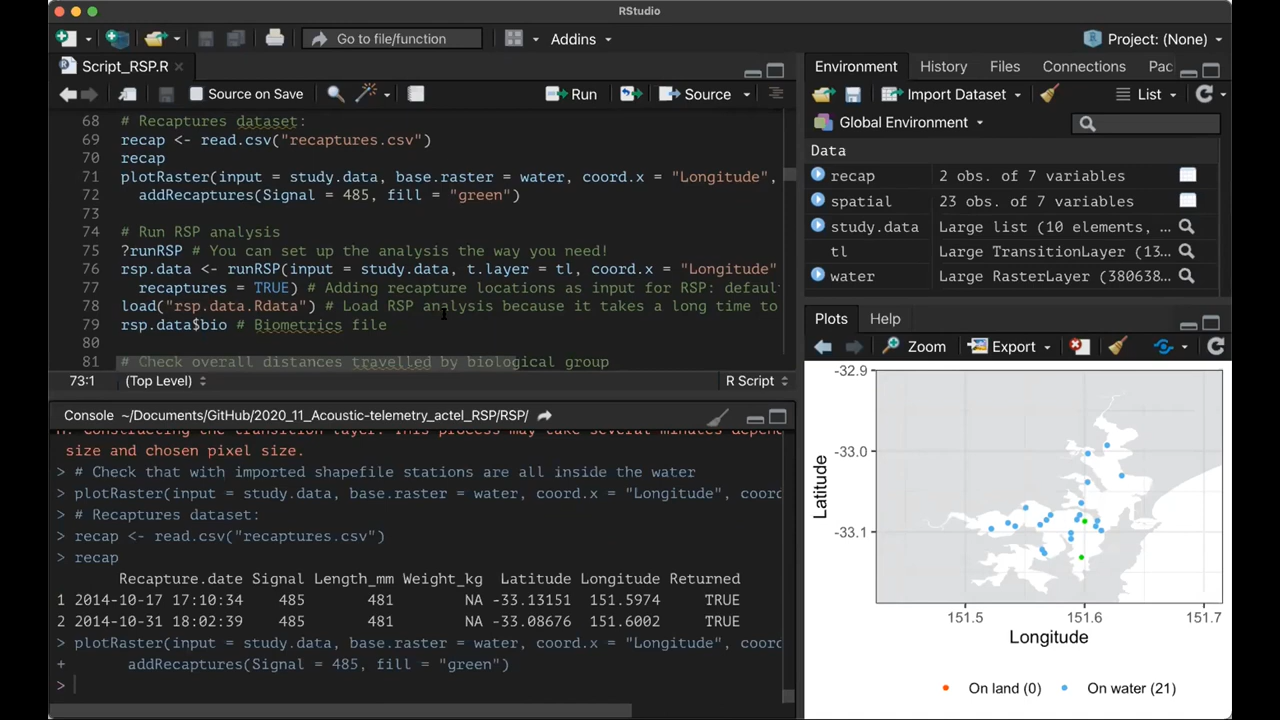 RStudio
Go to file/function
Addins
Project: (None)
Script_RSP.R
Source on Save
Run
Source
68 # Recaptures dataset:
69 recap <- read.csv("recaptures.csv")
70 recap
71 plotRaster(input = study.data, base.raster = water, coord.x = "Longitude",
72 addRecaptures(Signal = 485, fill = "green")
73
74 # Run RSP analysis
75 ?runRSP # You can set up the analysis the way you need!
76 rsp.data <- runRSP(input = study.data, t.layer = tl, coord.x = "Longitude"
77 recaptures = TRUE) # Adding recapture locations as input for RSP: defaul
78 load("rsp.data.Rdata") # Load RSP analysis because it takes a long time to
79 rsp.data$bio # Biometrics file
80
81 # Check overall distances travelled by biological group
73:1 (Top Level) R Script
Console ~/Documents/GitHub/2020_11_Acoustic-telemetry_actel_RSP/RSP/
M: Constructing the transition layer. This process may take several minutes depend
size and chosen pixel size.
> # Check that with imported shapefile stations are all inside the water
> plotRaster(input = study.data, base.raster = water, coord.x = "Longitude", coord
> # Recaptures dataset:
> recap <- read.csv("recaptures.csv")
> recap
Recapture.date Signal Length_mm Weight_kg Latitude Longitude Returned
1 2014-10-17 17:10:34 485 481 NA -33.13151 151.5974 TRUE
2 2014-10-31 18:02:39 485 481 NA -33.08676 151.6002 TRUE
> plotRaster(input = study.data, base.raster = water, coord.x = "Longitude", coord
+ addRecaptures(Signal = 485, fill = "green")
>
Environment History Files Connections Pac
Import Dataset List
Global Environment
Data
recap 2 obs. of 7 variables
spatial 23 obs. of 7 variables
study.data Large list (10 elements, ...
tl Large TransitionLayer (13...
water Large RasterLayer (380638...
Plots Help
Zoom Export
-32.9
-33.0
-33.1
Latitude
151.5 151.6 151.7
Longitude
On land (0) On water (21)